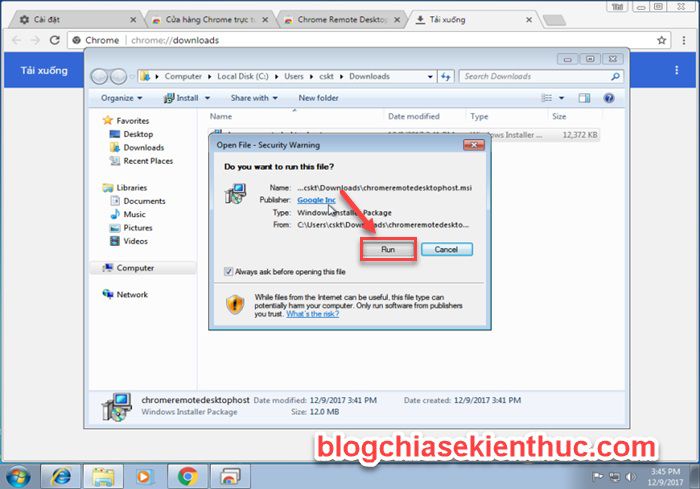 Cài đặt
Cửa hàng Chrome trực tu
Chrome Remote Desktop
Tải xuống
Chrome | chrome://downloads
Tải xuống
Computer Local Disk (C:) Users cskt Downloads
Search Downloads
Organize Install Share with New folder
Name Date modified Type Size
Windows Installer ... 12,372 KB
Favorites
Desktop
Downloads
Recent Places
Libraries
Documents
Music
Pictures
Videos
Computer
Network
Open File - Security Warning
Do you want to run this file?
Name: ...cskt\Downloads\chromeremotedesktophost.msi
Publisher: Google Inc
Type: Windows Installer Package
From: C:\Users\cskt\Downloads\chromeremotedeskto...
Run Cancel
Always ask before opening this file
While files from the Internet can be useful, this file type can
potentially harm your computer. Only run software from publishers
you trust. What's the risk?
chromeremotedesktophost Date modified: 12/9/2017 3:41 PM Date created: 12/9/2017 3:41 PM
Windows Installer Package Size: 12.0 MB
blogchiasekienthuc.com
3:45 PM
12/9/2017